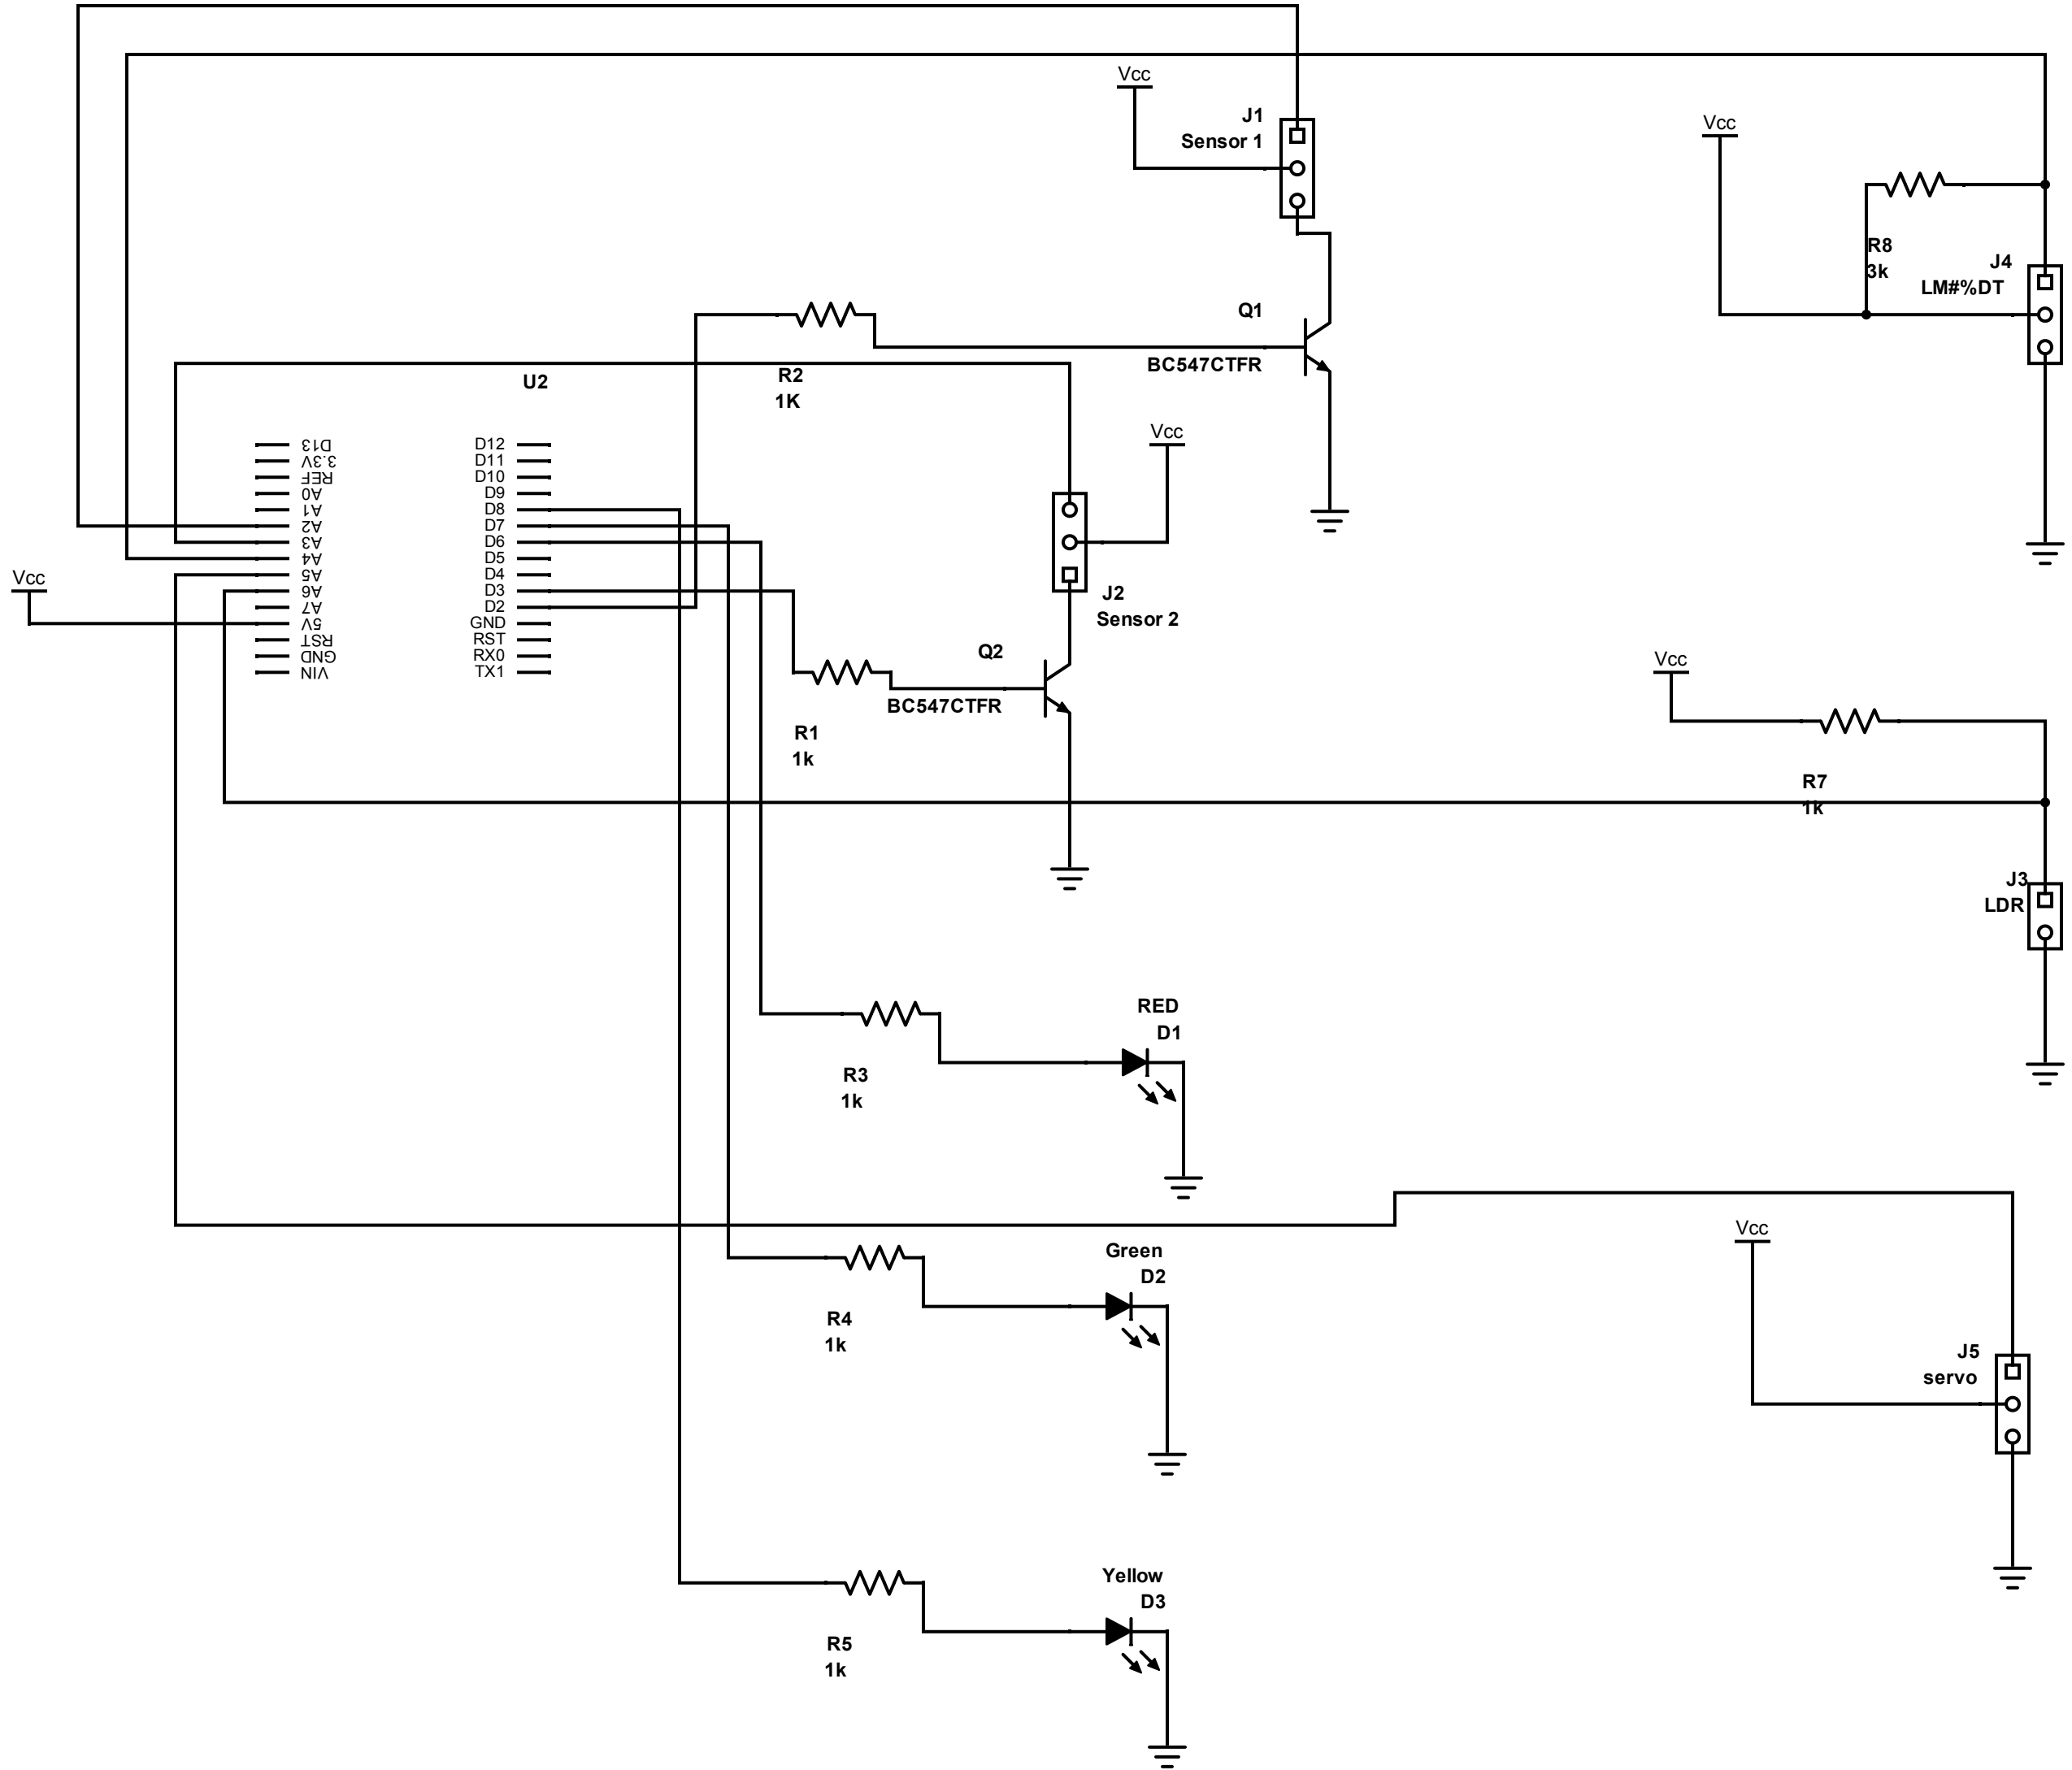 Vcc
J1
Sensor 1
Vcc
R8
3k
J4
LM#%DT
Q1
BC547CTFR
R2
1K
U2
Vcc
D13
3.3V
REF
A0
A1
A2
A3
A4
A5
A6
A7
5V
RST
GND
VIN
D12
D11
D10
D9
D8
D7
D6
D5
D4
D3
D2
GND
RST
RX0
TX1
Vcc
J2
Sensor 2
Q2
BC547CTFR
R1
1k
Vcc
R7
1k
J3
LDR
RED
D1
R3
1k
Green
D2
R4
1k
Vcc
J5
servo
Yellow
D3
R5
1k